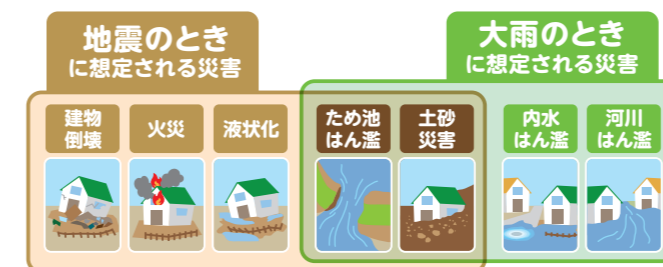 地震のとき
に想定される災害
大雨のとき
に想定される災害
建物
倒壊
火災
液状化
ため池
はん濫
土砂
災害
内水
はん濫
河川
はん濫